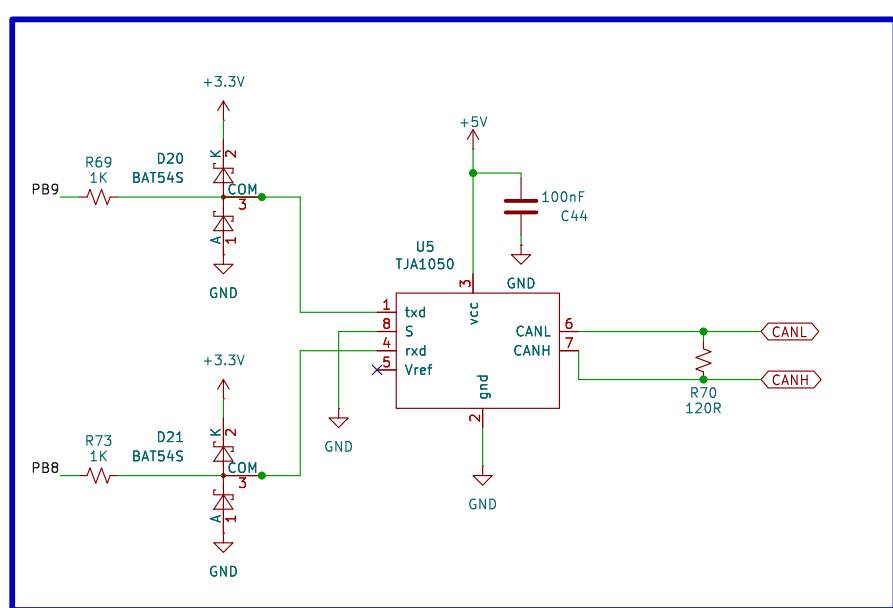 +3.3V
K
2
D20
BAT54S
R69
1K
PB9
COM
3
A
1
GND
+5V
100nF
C44
GND
U5
TJA1050
3
vcc
1
txd
8
S
4
rxd
5
Vref
CANL
6
CANH
7
gnd
2
GND
GND
CANL
CANH
R70
120R
+3.3V
K
2
D21
BAT54S
R73
1K
PB8
COM
3
A
1
GND